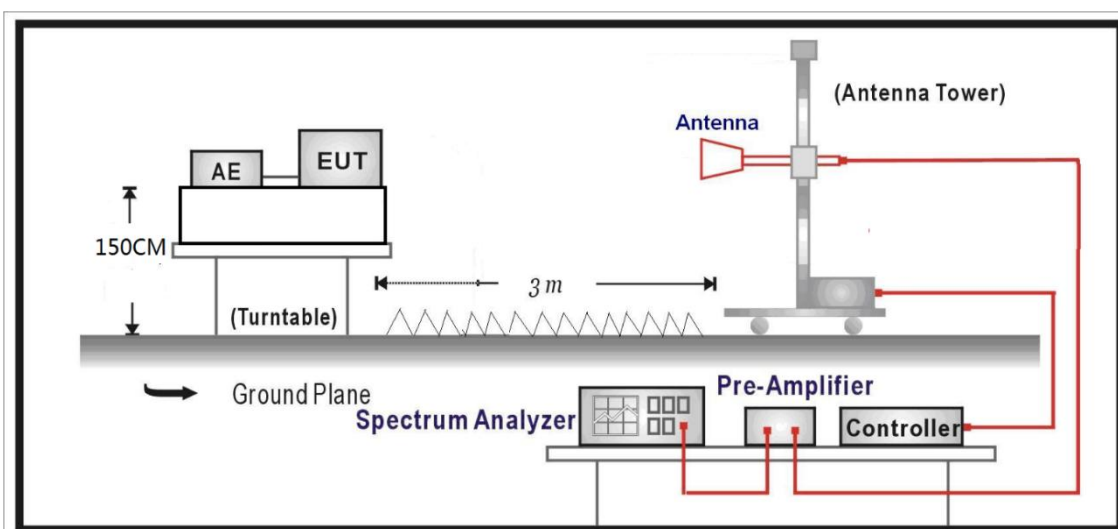 (Antenna Tower)
Antenna
AE
EUT
150CM
3 m
(Turntable)
Ground Plane
Pre-Amplifier
Spectrum Analyzer
Controller